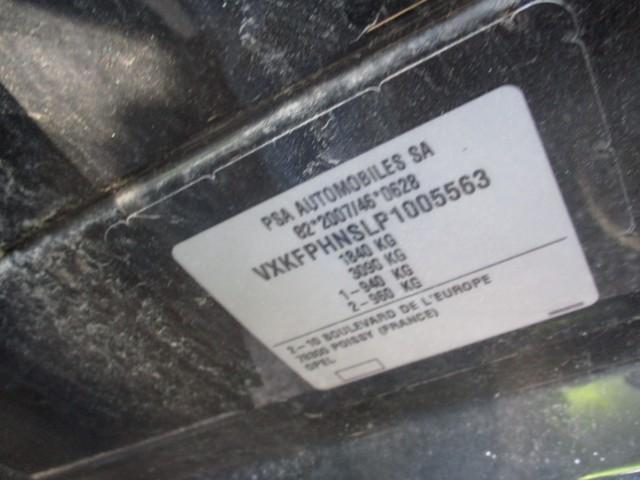 PSA AUTOMOBILES SA
82*2007/46*0628
VXKFPHNSLP1005563
1840 KG
3090 KG
1-940 KG
2-960 KG
2-10 BOULEVARD DE L'EUROPE
78300 POISSY (FRANCE)
OPEL